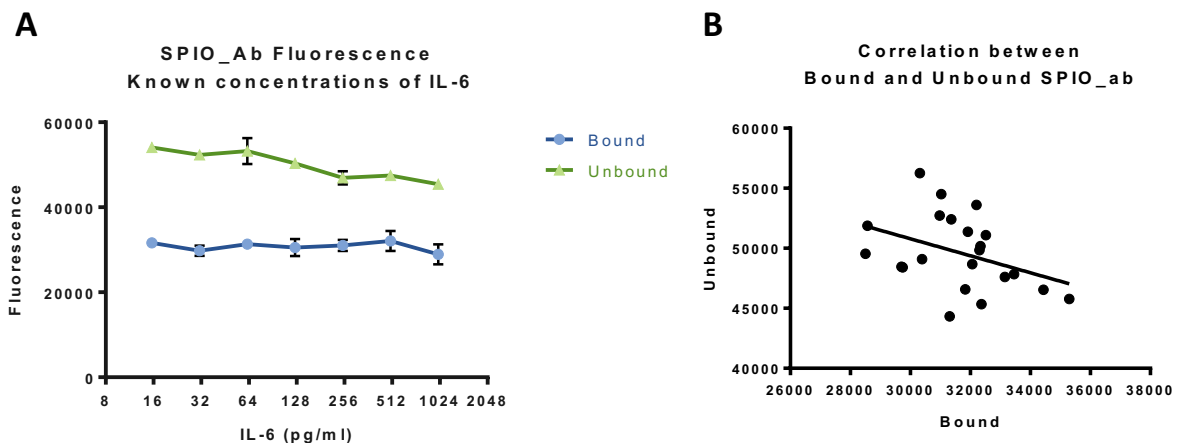 A
SPIO_Ab Fluorescence
Known concentrations of IL-6
Fluorescence
60000
40000
20000
0
8 16 32 64 128 256 512 1024 2048
IL-6 (pg/ml)
Bound
Unbound
B
Correlation between
Bound and Unbound SPIO_ab
Unbound
60000
55000
50000
45000
40000
26000 28000 30000 32000 34000 36000 38000
Bound